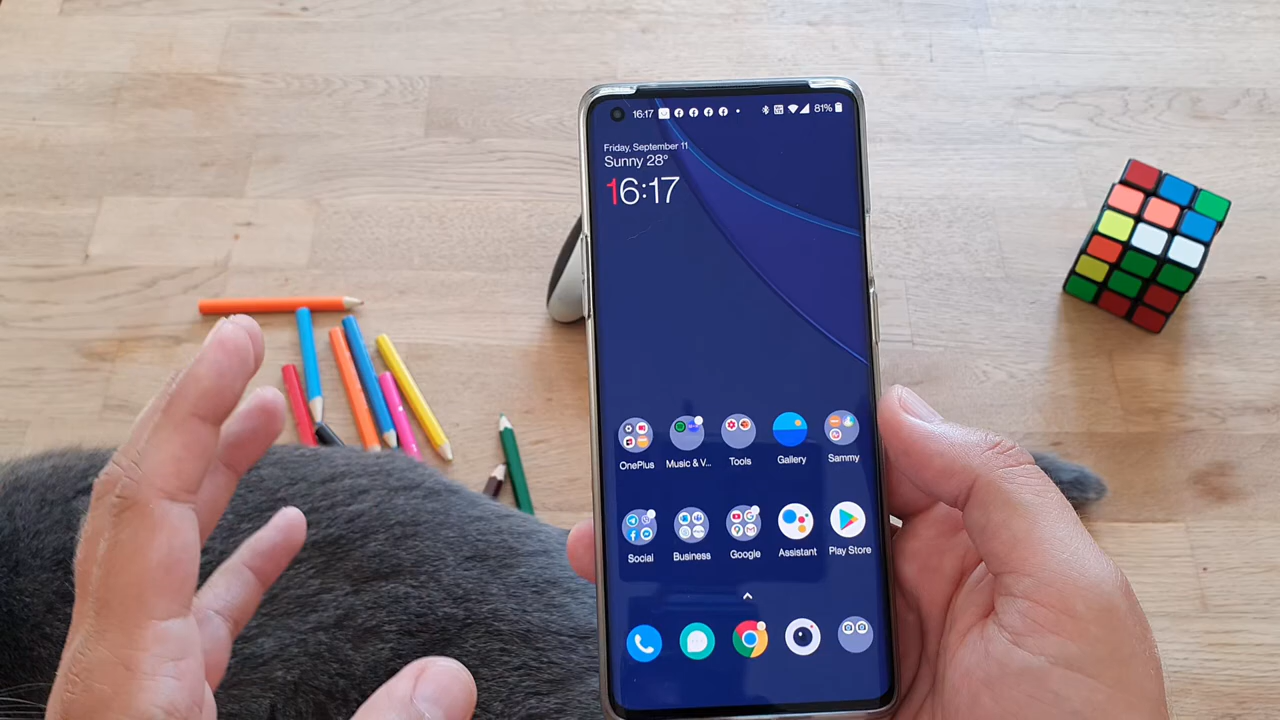 16:17 81%
Friday, September 11
Sunny 28°
16:17
OnePlus Music & V... Tools Gallery Sammy
Social Business Google Assistant Play Store